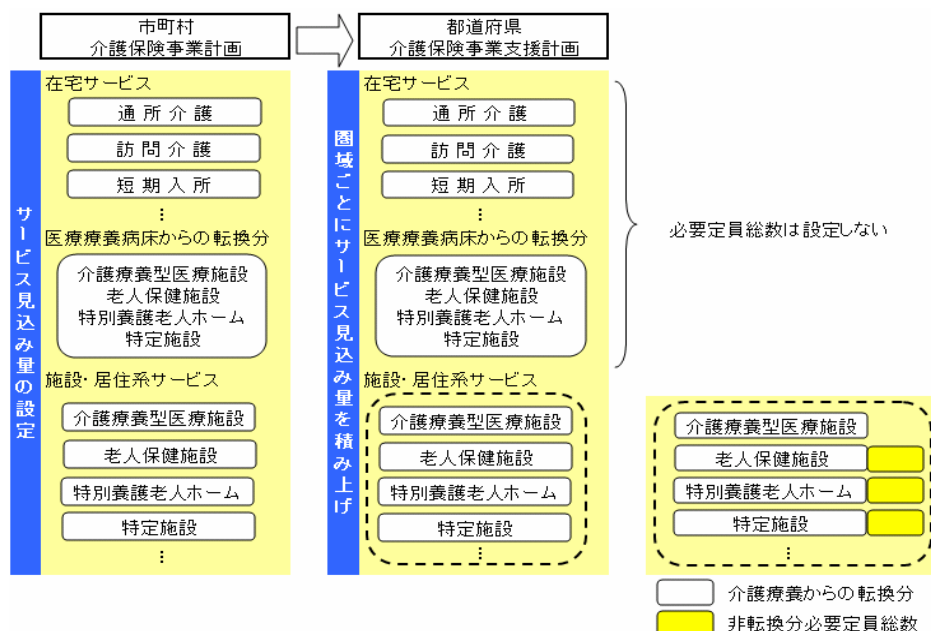 市町村
介護保険事業計画
都道府県
介護保険事業支援計画
サービス見込み量の設定
在宅サービス
通所介護
訪問介護
短期入所
⋮
医療療養病床からの転換分
介護療養型医療施設
老人保健施設
特別養護老人ホーム
特定施設
施設・居住系サービス
介護療養型医療施設
老人保健施設
特別養護老人ホーム
特定施設
⋮
圏域ごとにサービス見込み量を積み上げ
在宅サービス
通所介護
訪問介護
短期入所
⋮
医療療養病床からの転換分
介護療養型医療施設
老人保健施設
特別養護老人ホーム
特定施設
施設・居住系サービス
介護療養型医療施設
老人保健施設
特別養護老人ホーム
特定施設
⋮
必要定員総数は設定しない
介護療養型医療施設
老人保健施設
特別養護老人ホーム
特定施設
⋮
介護療養からの転換分
非転換分必要定員総数